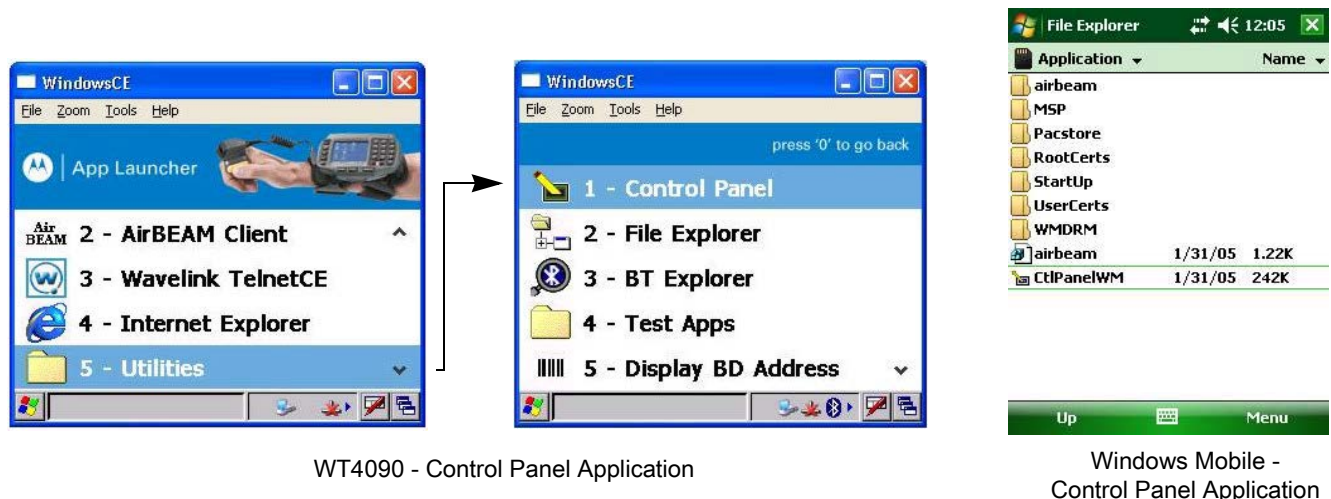 WindowsCE
File Zoom Tools Help
App Launcher
Air
BEAM 2 - AirBEAM Client
3 - Wavelink TelnetCE
4 - Internet Explorer
5 - Utilities
WindowsCE
File Zoom Tools Help
press '0' to go back
1 - Control Panel
2 - File Explorer
3 - BT Explorer
4 - Test Apps
5 - Display BD Address
WT4090 - Control Panel Application
File Explorer 12:05
Application Name
airbeam
MSP
Pacstore
RootCerts
StartUp
UserCerts
WMDRM
airbeam 1/31/05 1.22K
CtlPanelWM 1/31/05 242K
Up Menu
Windows Mobile -
Control Panel Application